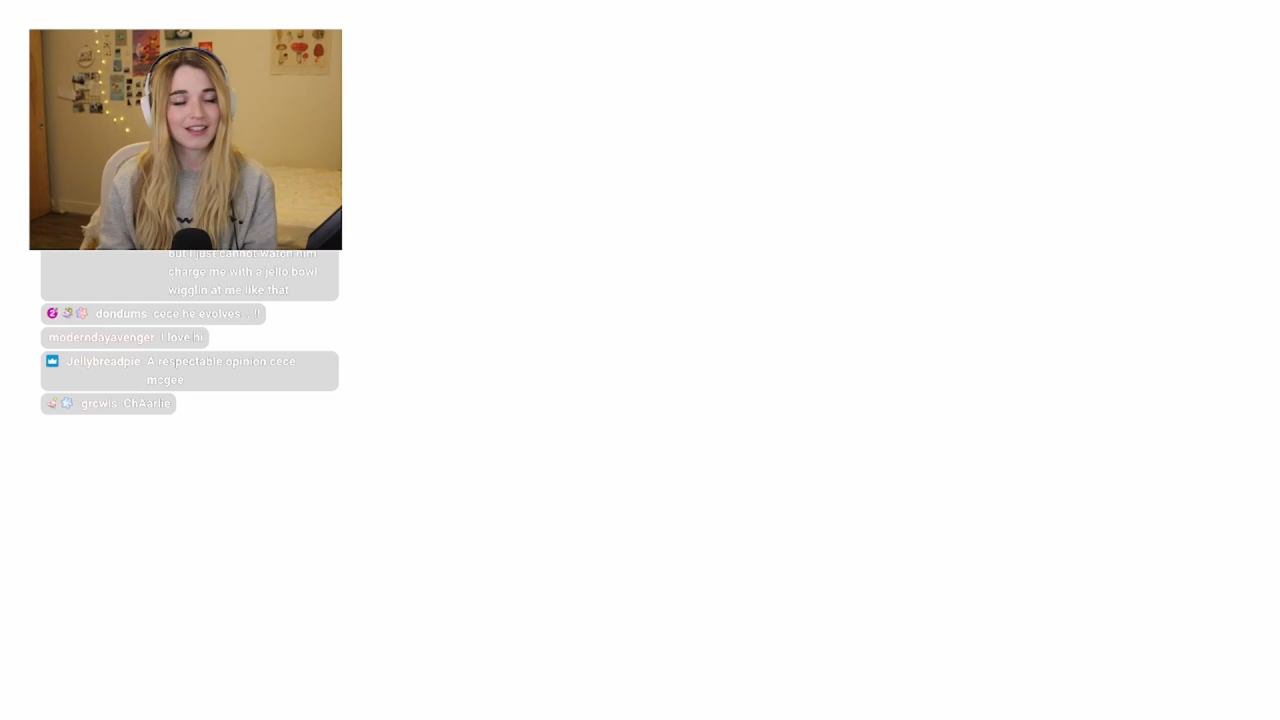 but I just cannot watch him
charge me with a jello bowl
wigglin at me like that
dondums cece he evolves...!!
moderndayavenger I love hi
Jellybreadpie A respectable opinion cece
mcgee
grcwls ChAarlie